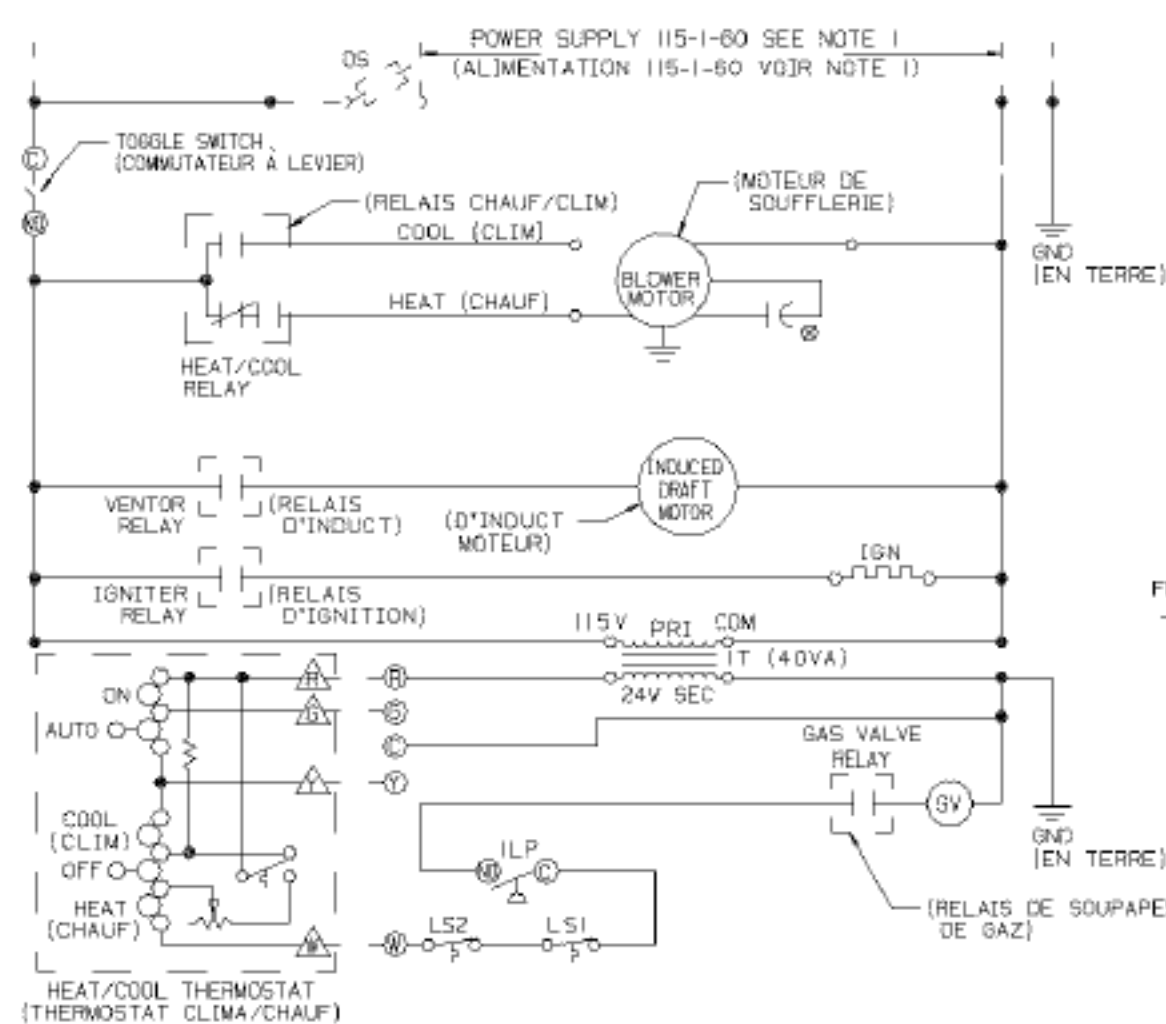 POWER SUPPLY 115-1-60 SEE NOTE 1
(ALIMENTATION 115-1-60 VOIR NOTE 1)
DS
TOGGLE SWITCH
(COMMUTATEUR À LEVIER)
C
NO
(RELAIS CHAUF/CLIM)
COOL (CLIM)
(MOTEUR DE
SOUFFLERIE)
GND
(EN TERRE)
BLOWER
MOTOR
HEAT (CHAUF)
HEAT/COOL
RELAY
INDUCED
DRAFT
MOTOR
VENTOR
RELAY
(RELAIS
D'INDUCT)
(D'INDUCT
MOTEUR)
IGN
IGNITER
RELAY
(RELAIS
D'IGNITION)
115V PRI COM
1T (40VA)
24V SEC
ON
R
R
AUTO
G
G
C
Y
Y
GAS VALVE
RELAY
GV
COOL
(CLIM)
OFF
ILP
NO
C
GND
(EN TERRE)
HEAT
(CHAUF)
W
W
LS2
LS1
(RELAIS DE SOUPAPE
DE GAZ)
HEAT/COOL THERMOSTAT
(THERMOSTAT CLIMA/CHAUF)